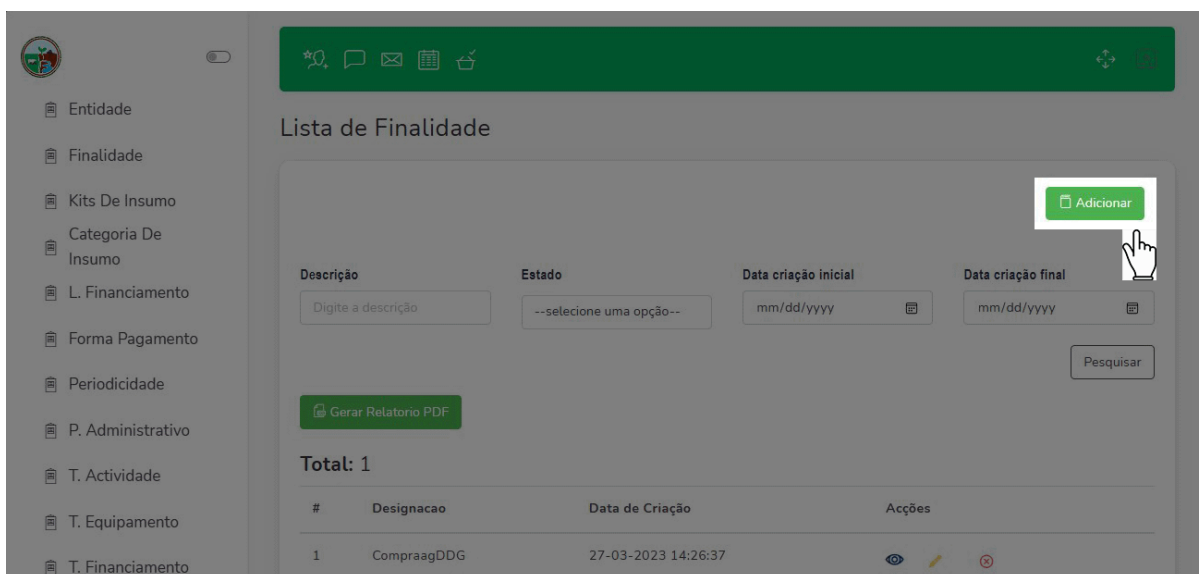 Entidade
Finalidade
Kits De Insumo
Categoria De
Insumo
L. Financiamento
Forma Pagamento
Periodicidade
P. Administrativo
T. Actividade
T. Equipamento
T. Financiamento
Lista de Finalidade
Adicionar
Descrição Estado Data criação inicial Data criação final
Digite a descrição --selecione uma opção-- mm/dd/yyyy mm/dd/yyyy
Pesquisar
Gerar Relatorio PDF
Total: 1
# Designacao Data de Criação Acções
1 CompraagDDG 27-03-2023 14:26:37